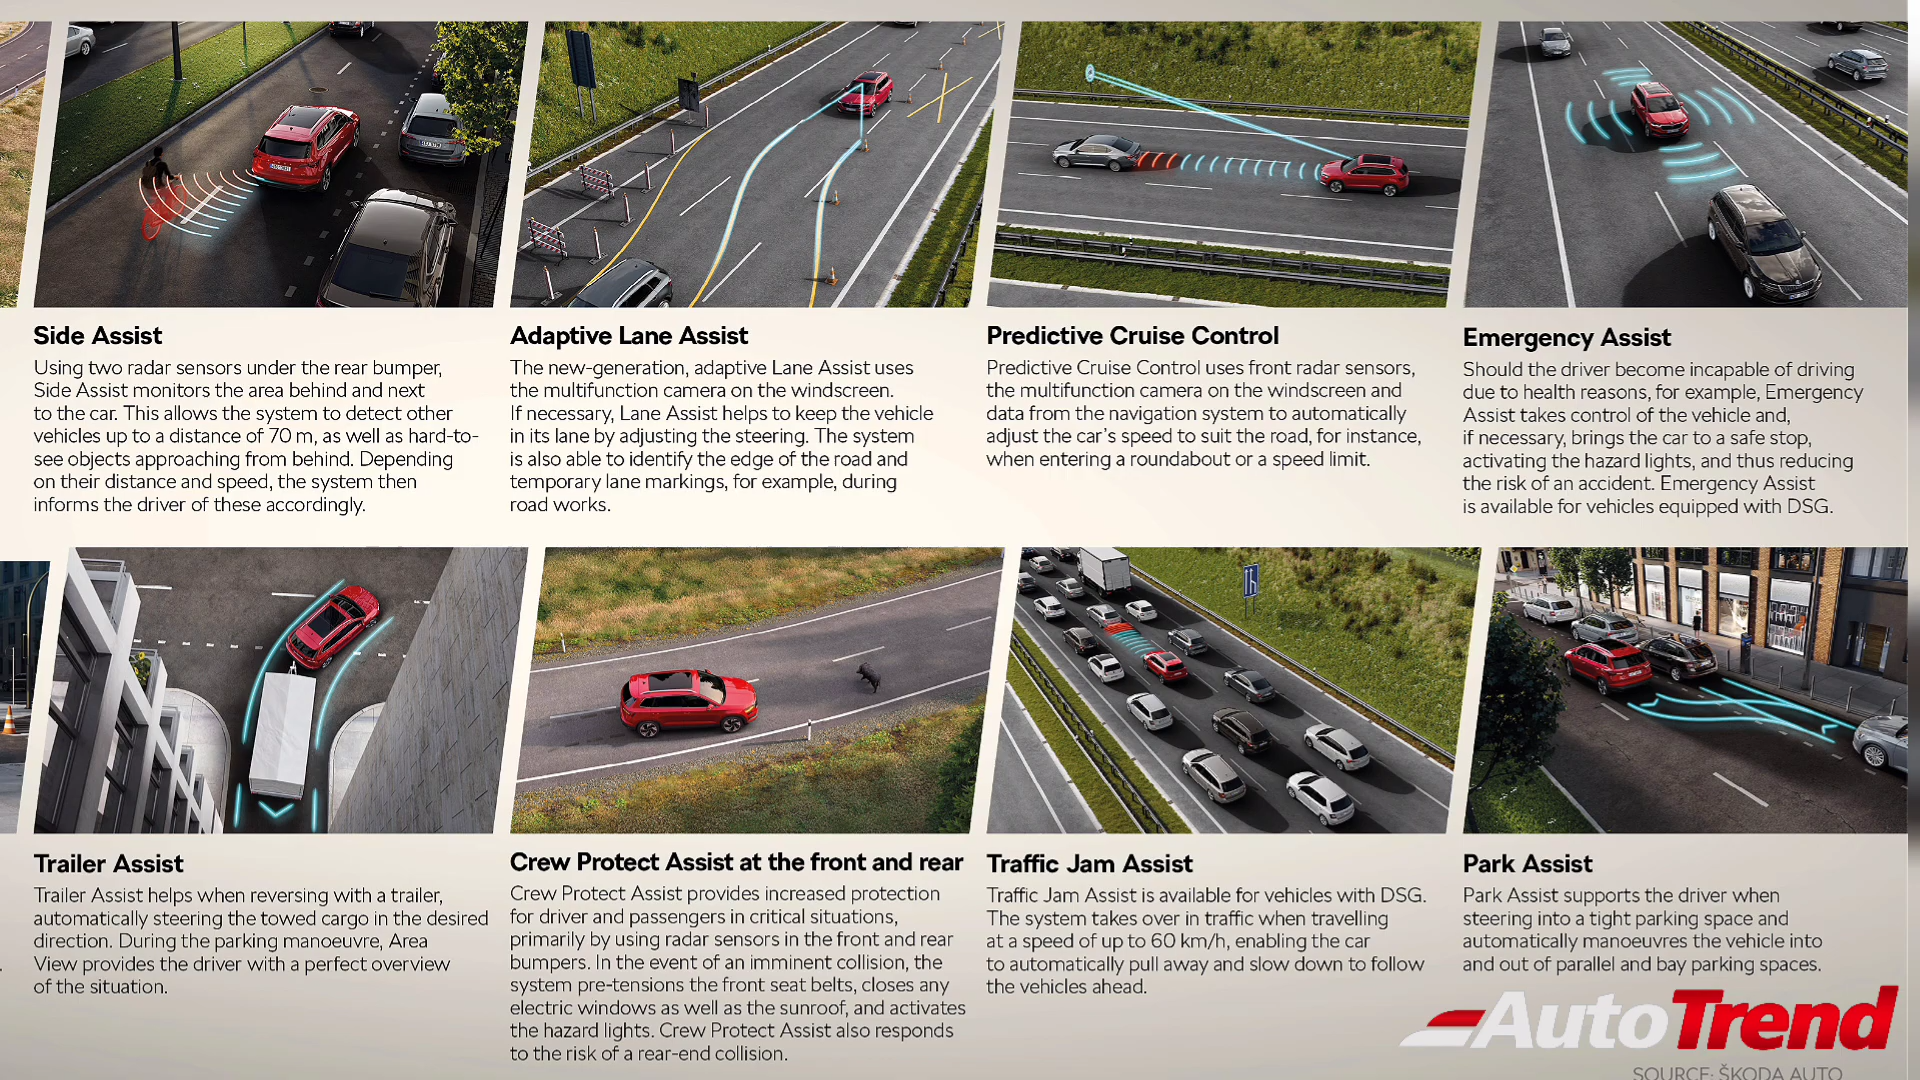 Side Assist
Using two radar sensors under the rear bumper,
Side Assist monitors the area behind and next
to the car. This allows the system to detect other
vehicles up to a distance of 70 m, as well as hard-to-
see objects approaching from behind. Depending
on their distance and speed, the system then
informs the driver of these accordingly.
Adaptive Lane Assist
The new-generation, adaptive Lane Assist uses
the multifunction camera on the windscreen.
If necessary, Lane Assist helps to keep the vehicle
in its lane by adjusting the steering. The system
is also able to identify the edge of the road and
temporary lane markings, for example, during
road works.
Predictive Cruise Control
Predictive Cruise Control uses front radar sensors,
the multifunction camera on the windscreen and
data from the navigation system to automatically
adjust the car's speed to suit the road, for instance,
when entering a roundabout or a speed limit.
Emergency Assist
Should the driver become incapable of driving
due to health reasons, for example, Emergency
Assist takes control of the vehicle and,
if necessary, brings the car to a safe stop,
activating the hazard lights, and thus reducing
the risk of an accident. Emergency Assist
is available for vehicles equipped with DSG.
Trailer Assist
Trailer Assist helps when reversing with a trailer,
automatically steering the towed cargo in the desired
direction. During the parking manoeuvre, Area
View provides the driver with a perfect overview
of the situation.
Crew Protect Assist at the front and rear
Crew Protect Assist provides increased protection
for driver and passengers in critical situations,
primarily by using radar sensors in the front and rear
bumpers. In the event of an imminent collision, the
system pre-tensions the front seat belts, closes any
electric windows as well as the sunroof, and activates
the hazard lights. Crew Protect Assist also responds
to the risk of a rear-end collision.
Traffic Jam Assist
Traffic Jam Assist is available for vehicles with DSG.
The system takes over in traffic when travelling
at a speed of up to 60 km/h, enabling the car
to automatically pull away and slow down to follow
the vehicles ahead.
Park Assist
Park Assist supports the driver when
steering into a tight parking space and
automatically manoeuvres the vehicle into
and out of parallel and bay parking spaces.
AutoTrend
SOURCE: ŠKODA AUTO